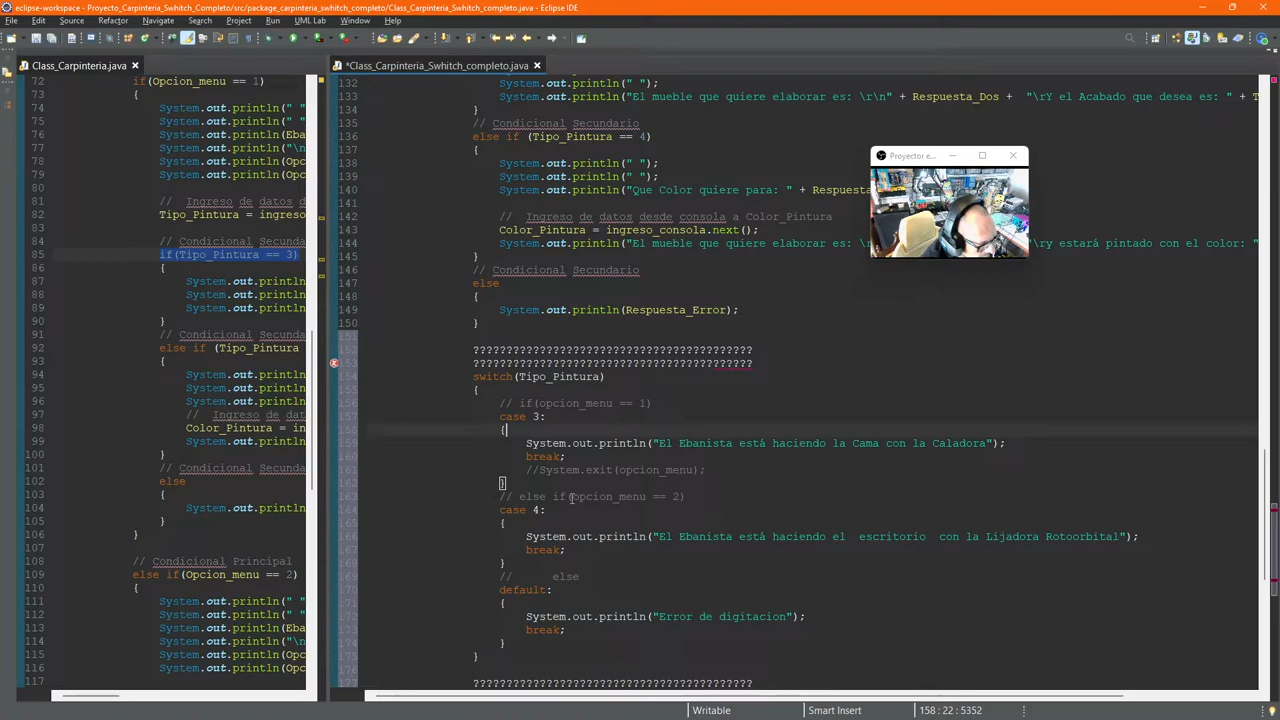 eclipse-workspace - Proyecto_Carpinteria_Swhitch_Completo/src/package_carpinteria_swhitch_completo/Class_Carpinteria_Swhitch_completo.java - Eclipse IDE
File Edit Source Refactor Navigate Search Project Run UML Lab Window Help
Class_Carpinteria.java
72 if(Opcion_menu == 1)
73 {
74 System.out.println(" "
75 System.out.println(" "
76 System.out.println(Eba
77 System.out.println("\n
78 System.out.println(Opc
79 System.out.println(Opc
80
81 // Ingreso de datos d
82 Tipo_Pintura = ingreso
83
84 // Condicional Secunda
85 if(Tipo_Pintura == 3)
86 {
87 System.out.println
88 System.out.println
89 System.out.println
90 }
91 // Condicional Secunda
92 else if (Tipo_Pintura
93 {
94 System.out.println
95 System.out.println
96 System.out.println
97 // Ingreso de dat
98 Color_Pintura = in
99 System.out.println
100 }
101 // Condicional Secunda
102 else
103 {
104 System.out.println
105 }
106 }
107
108 // Condicional Principal
109 else if(Opcion_menu == 2)
110 {
111 System.out.println(" "
112 System.out.println(" "
113 System.out.println(Eba
114 System.out.println("\n
115 System.out.println(Opc
116 System.out.println(Opc
*Class_Carpinteria_Swhitch_completo.java
132 System.out.println(" ");
133 System.out.println("El mueble que quiere elaborar es: \r\n" + Respuesta_Dos + "\rY el Acabado que desea es: " + T
134 }
135 // Condicional Secundario
136 else if (Tipo_Pintura == 4)
137 {
138 System.out.println(" ");
139 System.out.println(" ");
140 System.out.println("Que Color quiere para: " + Respuesta
141
142 // Ingreso de datos desde consola a Color_Pintura
143 Color_Pintura = ingreso_consola.next();
144 System.out.println("El mueble que quiere elaborar es: \r \ry estará pintado con el color: "
145 }
146 // Condicional Secundario
147 else
148 {
149 System.out.println(Respuesta_Error);
150 }
151
152 ??????????????????????????????????????????
153 ??????????????????????????????????????????
154 switch(Tipo_Pintura)
155 {
156 // if(opcion_menu == 1)
157 case 3:
158 {
159 System.out.println("El Ebanista está haciendo la Cama con la Caladora");
160 break;
161 //System.exit(opcion_menu);
162 }
163 // else if(opcion_menu == 2)
164 case 4:
165 {
166 System.out.println("El Ebanista está haciendo el escritorio con la Lijadora Rotoorbital");
167 break;
168 }
169 // else
170 default:
171 {
172 System.out.println("Error de digitacion");
173 break;
174 }
175 }
176
177 ??????????????????????????????????????????
Proyector e...
Writable Smart Insert 158 : 22 : 5352